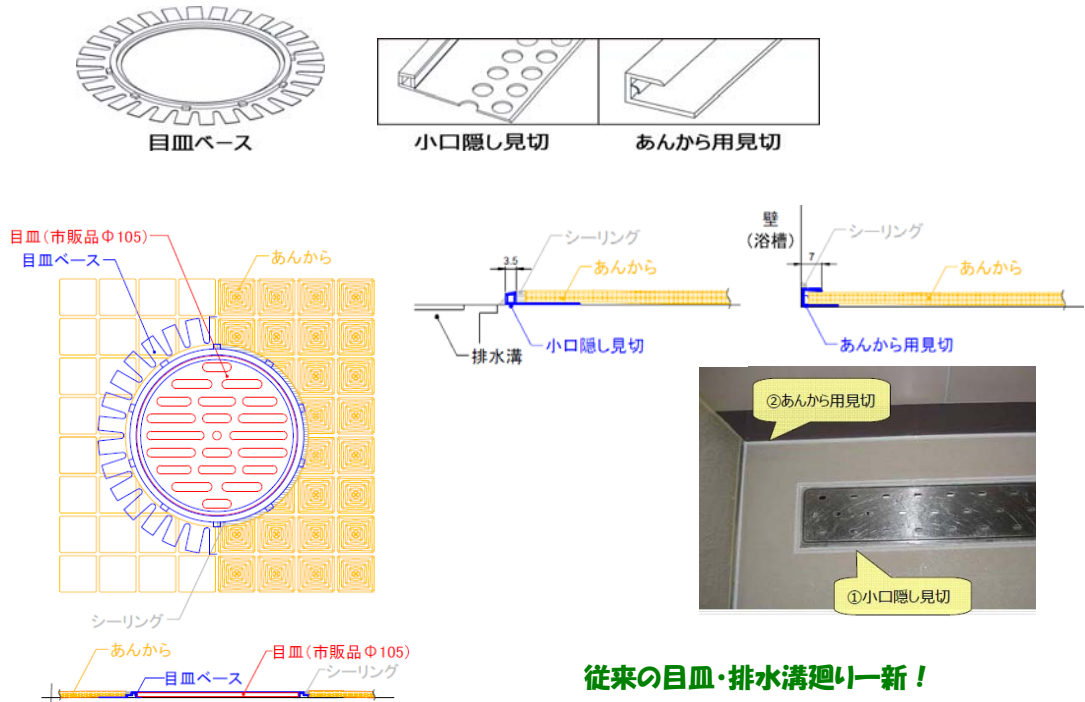 目皿ベース
小口隠し見切
あんから用見切
目皿(市販品Φ105)
目皿ベース
あんから
シーリング
シーリング
3.5
あんから
小口隠し見切
排水溝
壁
(浴槽)
シーリング
7
あんから
あんから用見切
②あんから用見切
①小口隠し見切
あんから
目皿ベース
目皿(市販品Φ105)
シーリング
従来の目皿・排水溝廻り一新!